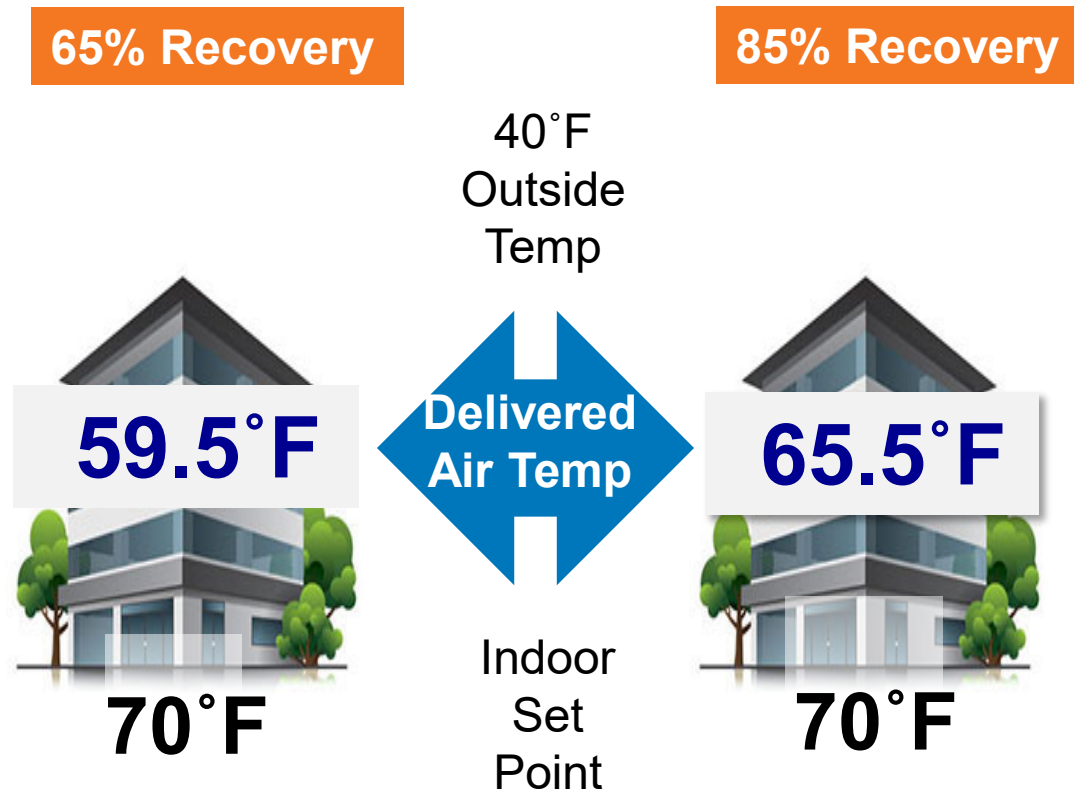 65% Recovery
85% Recovery
40˚F
Outside
Temp
59.5˚F
Delivered
Air Temp
65.5˚F
70˚F
Indoor
Set
Point
70˚F